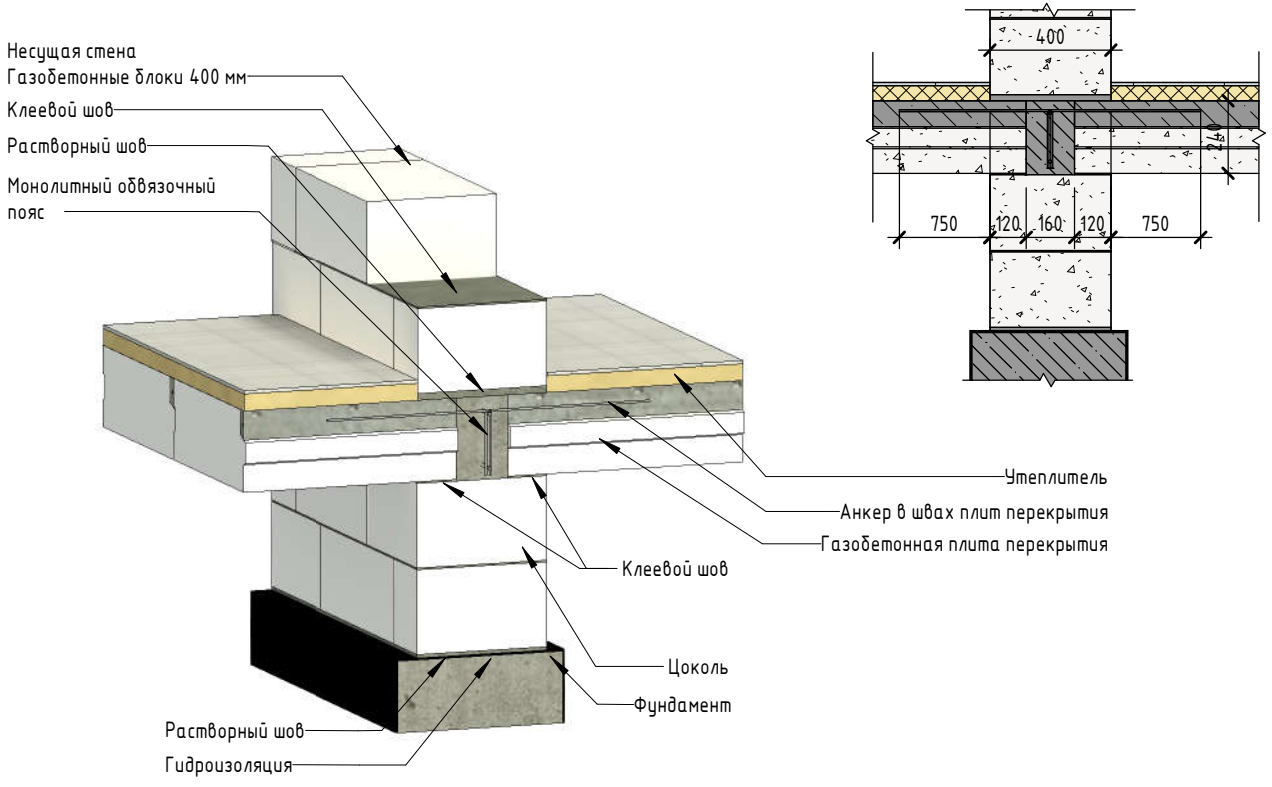 Несущая стена
Газобетонные блоки 400 мм
Клеевой шов
Растворный шов
Монолитный обвязочный
пояс
Утеплитель
Анкер в швах плит перекрытия
Газобетонная плита перекрытия
Клеевой шов
Цоколь
Фундамент
Растворный шов
Гидроизоляция
400
240
750
120
160
120
750